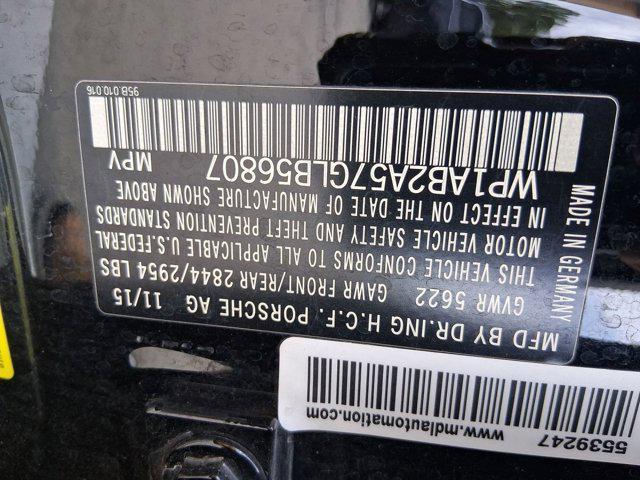 MFD BY DR.ING H.C.F. PORSCHE AG 11/15
GVWR 5622 GAWR FRONT/REAR 2844/2954 LBS
THIS VEHICLE CONFORMS TO ALL APPLICABLE U.S.FEDERAL
MOTOR VEHICLE SAFETY AND THEFT PREVENTION STANDARDS
IN EFFECT ON THE DATE OF MANUFACTURE SHOWN ABOVE
WP1AB2A57GLB56807 MPV
MADE IN GERMANY
95B.010.016
5539247
www.mdlautomation.com